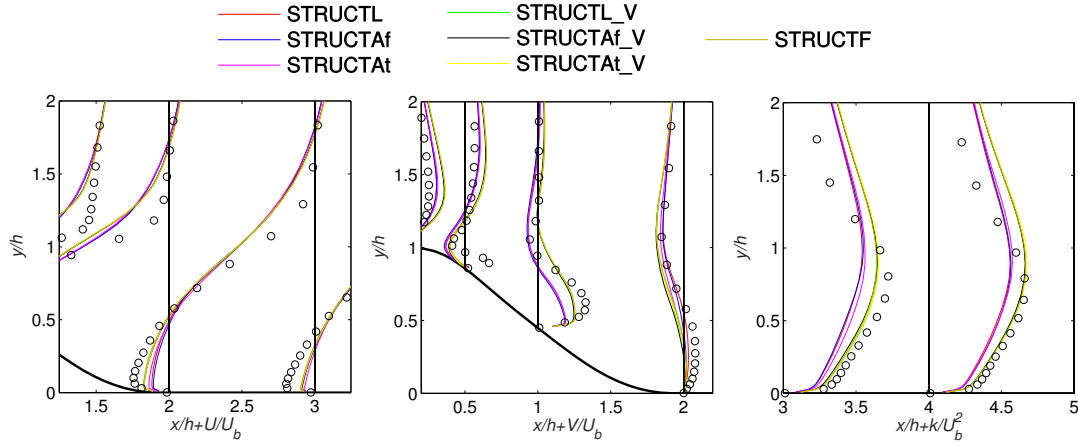 STRUCTL STRUCTL_V STRUCTF
STRUCTAf STRUCTAf_V
STRUCTAt STRUCTAt_V
2
1.5
1
0.5
0
y/h
1.5 2 2.5 3
x/h+U/U_b
2
1.5
1
0.5
0
y/h
0.5 1 1.5 2
x/h+V/U_b
2
1.5
1
0.5
0
y/h
3 3.5 4 4.5 5
x/h+k/U_b^2